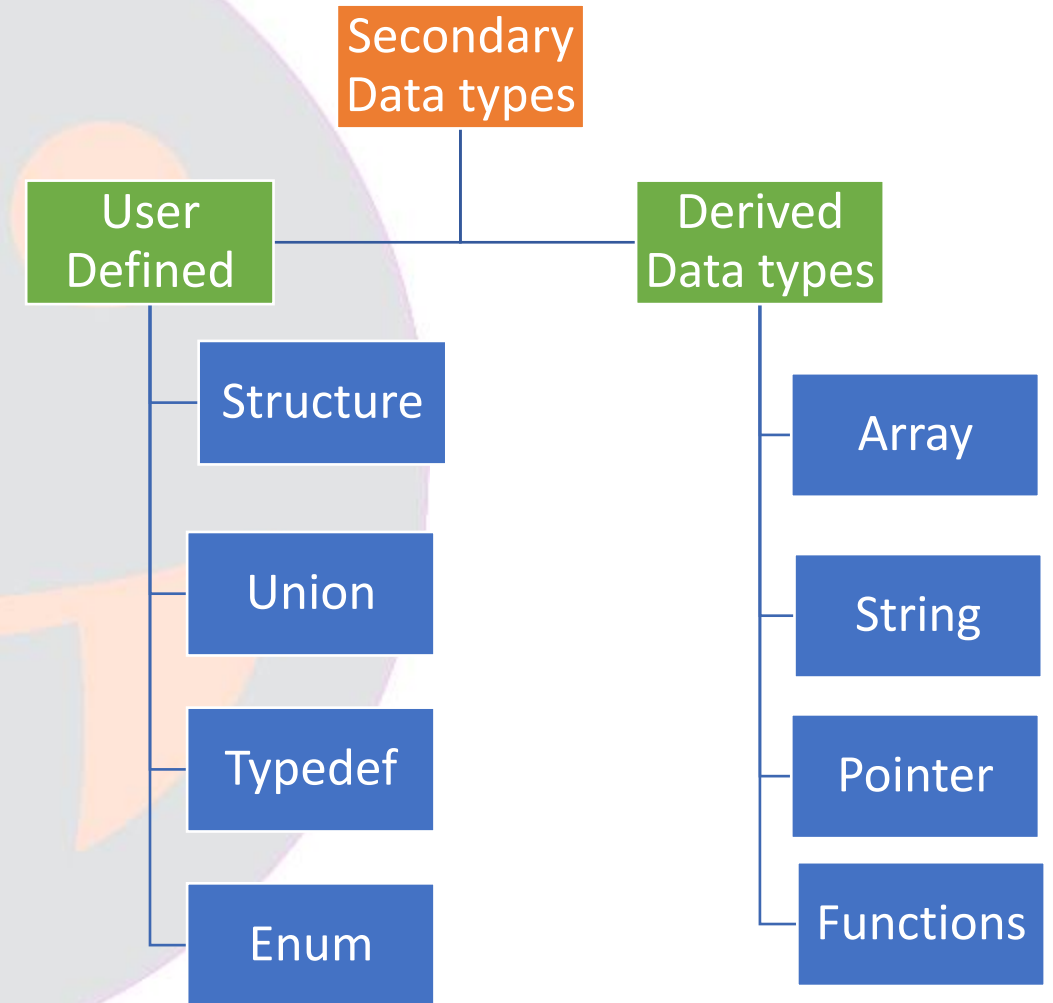 Secondary
Data types
User
Defined
Derived
Data types
Structure
Array
Union
String
Typedef
Pointer
Enum
Functions